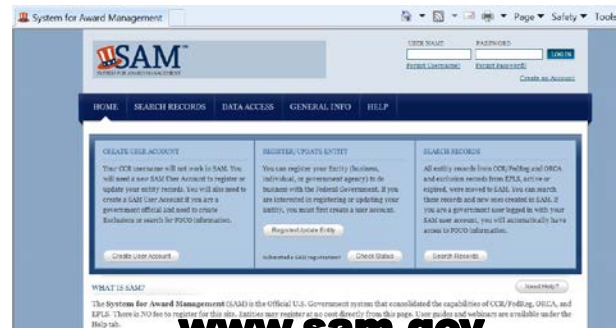 System for Award Management
Page Safety Tools
SAM™
SYSTEM FOR AWARD MANAGEMENT
USER NAME PASSWORD
LOG IN
Forgot Username? Forgot Password?
Create an Account
HOME SEARCH RECORDS DATA ACCESS GENERAL INFO HELP
CREATE USER ACCOUNT
Your CCR username will not work in SAM. You
will need a new SAM User Account to register or
update your entity records. You will also need to
create a SAM User Account if you are a
government official and need to create
Exclusions or search for FOUO information.
Create User Account
REGISTER/UPDATE ENTITY
You can register your Entity (business,
individual, or government agency) to do
business with the Federal Government. If you
are interested in registering or updating your
Entity, you must first create a user account.
Register/Update Entity
Submitted a SAM registration? Check Status
SEARCH RECORDS
All entity records from CCR/FedReg and ORCA
and exclusion records from EPLS, active or
expired, were moved to SAM. You can search
these records and new ones created in SAM. If
you are a government user logged in with your
SAM user account, you will automatically have
access to FOUO information.
Search Records
WHAT IS SAM?
Need Help?
The System for Award Management (SAM) is the Official U.S. Government system that consolidated the capabilities of CCR/FedReg, ORCA, and
EPLS. There is NO fee to register for this site. Entities may register at no cost directly from this page. User guides and webinars are available under the
Help tab.
www.sam.gov